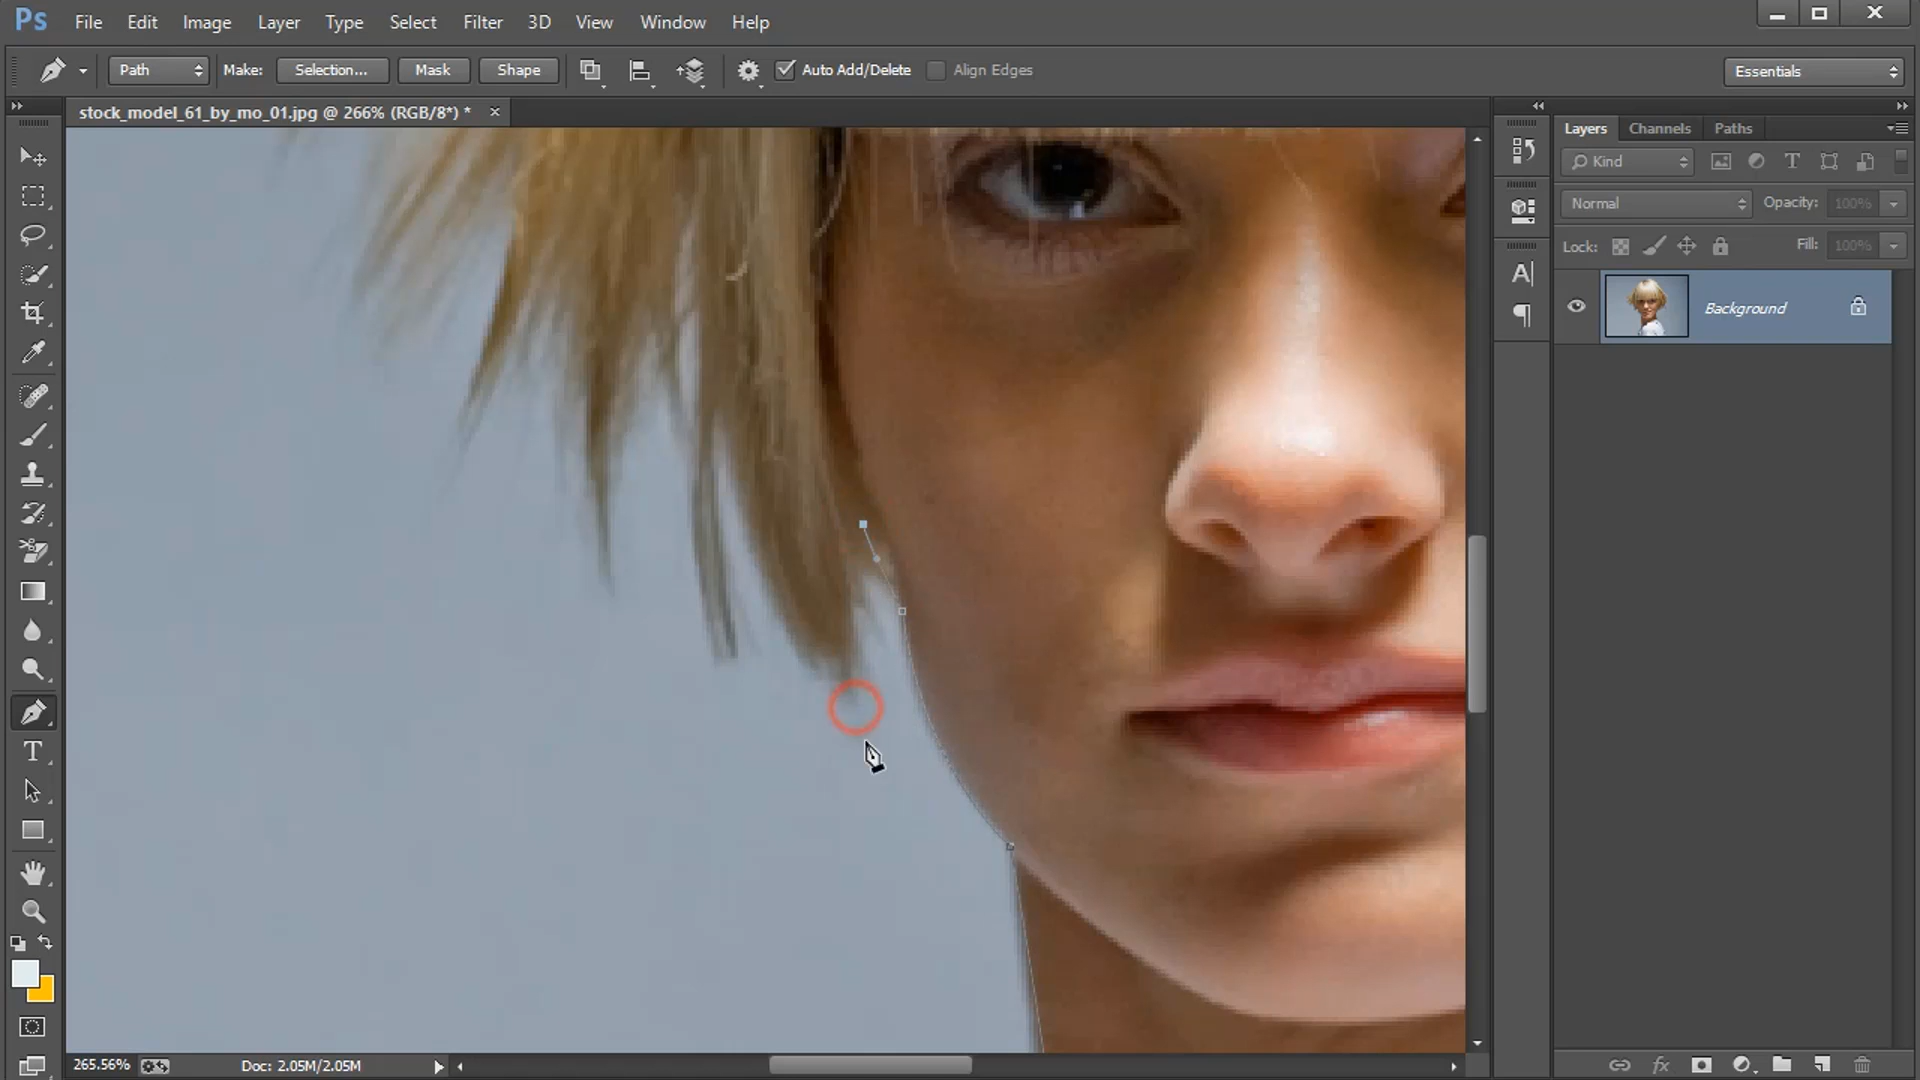 Ps File Edit Image Layer Type Select Filter 3D View Window Help
Path Make: Selection... Mask Shape Auto Add/Delete Align Edges Essentials
stock_model_61_by_mo_01.jpg @ 266% (RGB/8*) *
Layers Channels Paths
Kind
Normal Opacity: 100%
Lock: Fill: 100%
Background
265.56% Doc: 2.05M/2.05M